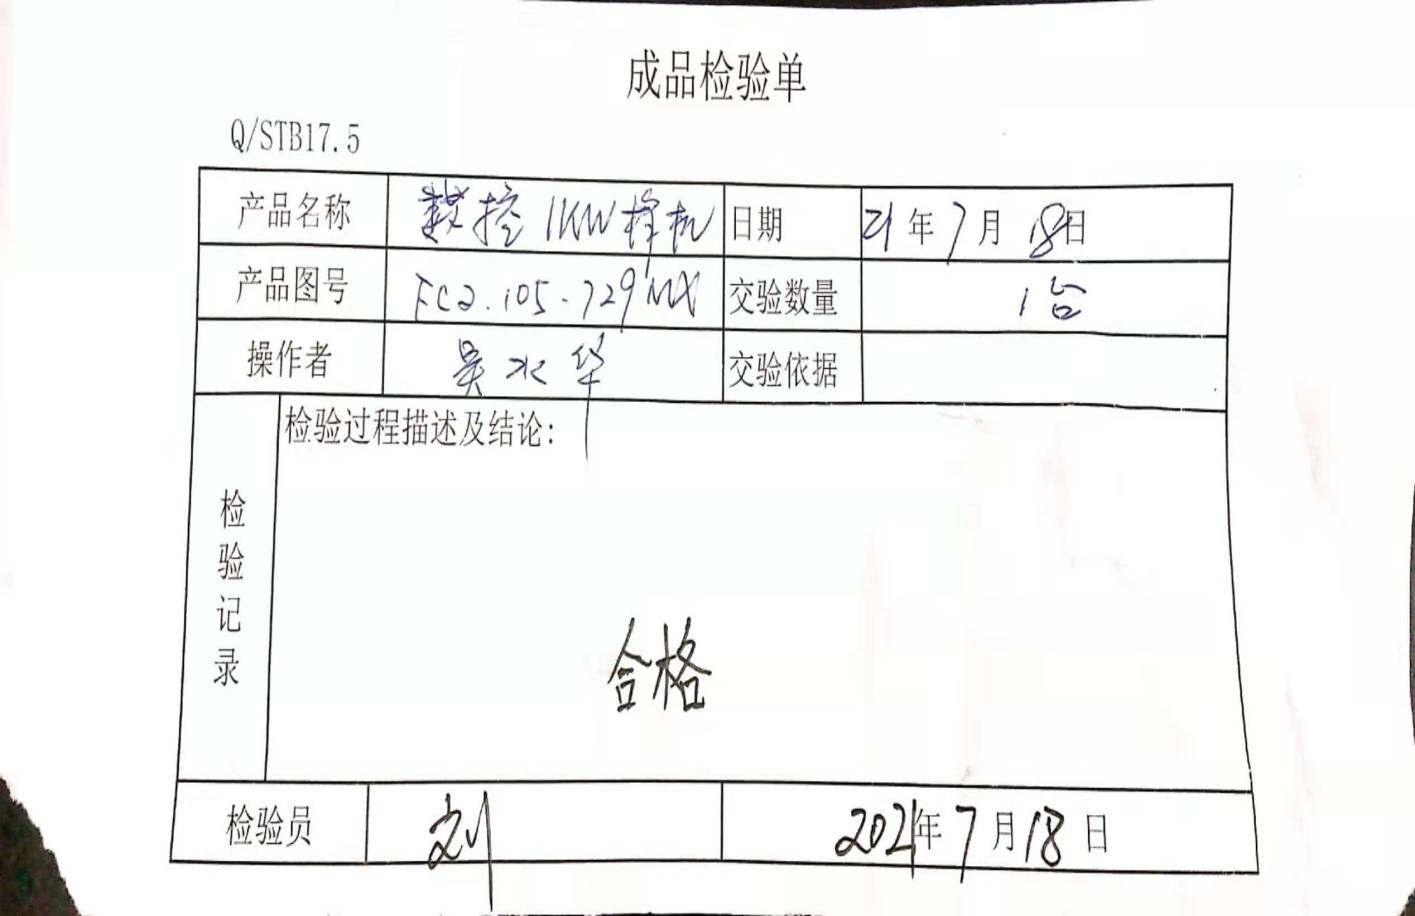 成品检验单
Q/STB17.5
产品名称 数控1KW 机 日期 21年7月18日
产品图号 FC2.105.729MX 交验数量 1台
操作者 吴水华 交验依据
检验过程描述及结论:
检验记录
合格
检验员 刘 2021年7月18日